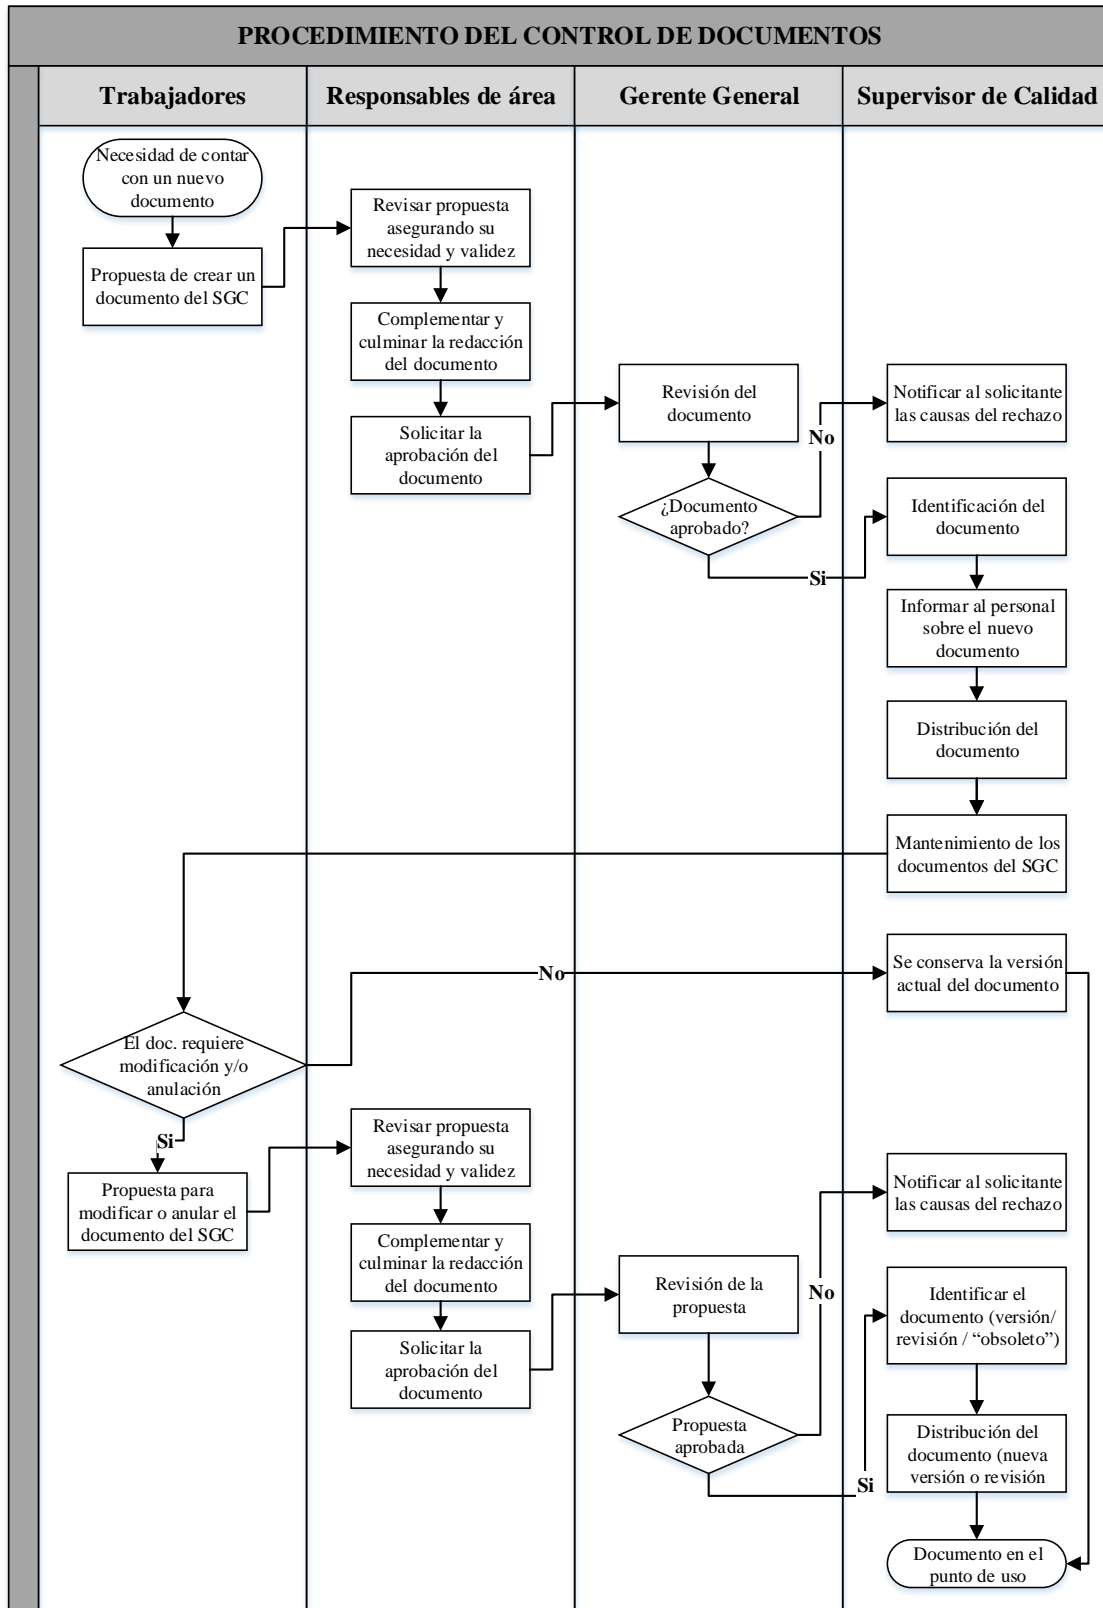 PROCEDIMIENTO DEL CONTROL DE DOCUMENTOS
Trabajadores
Responsables de área
Gerente General
Supervisor de Calidad
Necesidad de contar
con un nuevo
documento
Propuesta de crear un
documento del SGC
Revisar propuesta
asegurando su
necesidad y validez
Complementar y
culminar la redacción
del documento
Solicitar la
aprobación del
documento
Revisión del
documento
¿Documento
aprobado?
No
Notificar al solicitante
las causas del rechazo
Si
Identificación del
documento
Informar al personal
sobre el nuevo
documento
Distribución del
documento
Mantenimiento de los
documentos del SGC
El doc. requiere
modificación y/o
anulación
No
Se conserva la versión
actual del documento
Si
Propuesta para
modificar o anular el
documento del SGC
Revisar propuesta
asegurando su
necesidad y validez
Complementar y
culminar la redacción
del documento
Solicitar la
aprobación del
documento
Revisión de la
propuesta
Propuesta
aprobada
No
Notificar al solicitante
las causas del rechazo
Si
Identificar el
documento (versión/
revisión / “obsoleto”)
Distribución del
documento (nueva
versión o revisión
Documento en el
punto de uso